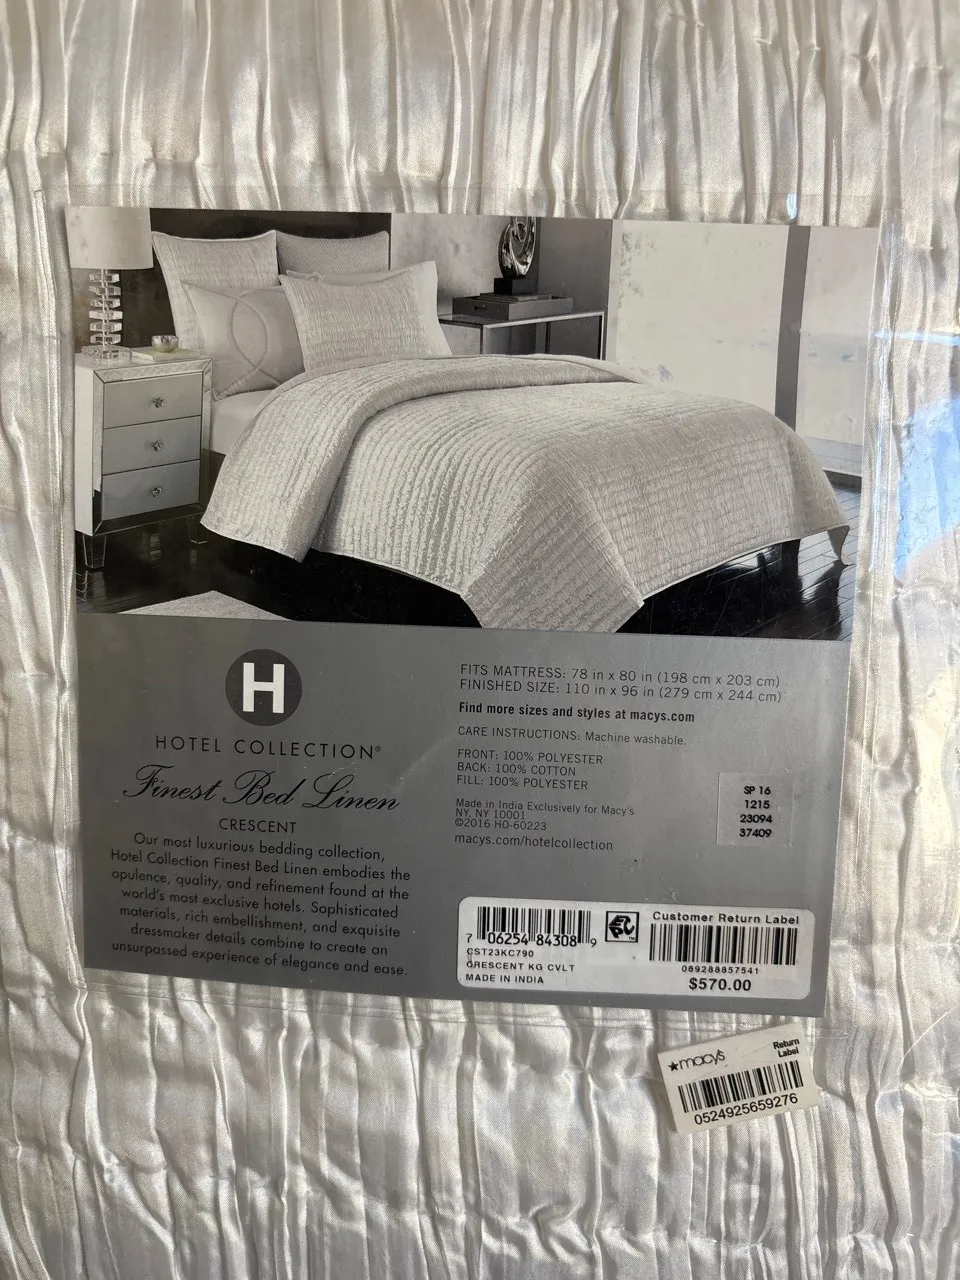 H
HOTEL COLLECTION®
Finest Bed Linen
CRESCENT
Our most luxurious bedding collection,
Hotel Collection Finest Bed Linen embodies the
opulence, quality, and refinement found at the
world's most exclusive hotels. Sophisticated
materials, rich embellishment, and exquisite
dressmaker details combine to create an
unsurpassed experience of elegance and ease.
FITS MATTRESS: 78 in x 80 in (198 cm x 203 cm)
FINISHED SIZE: 110 in x 96 in (279 cm x 244 cm)
Find more sizes and styles at macys.com
CARE INSTRUCTIONS: Machine washable.
FRONT: 100% POLYESTER
BACK: 100% COTTON
FILL: 100% POLYESTER
Made in India Exclusively for Macy's
NY, NY 10001
©2016 HO-60223
macys.com/hotelcollection
SP 16
1215
23094
37409
7 06254 84308 9
CST23KC790
CRESCENT KG CVLT
MADE IN INDIA
EPC
Customer Return Label
089288857541
$570.00
★macy's
Return
Label
0524925659276